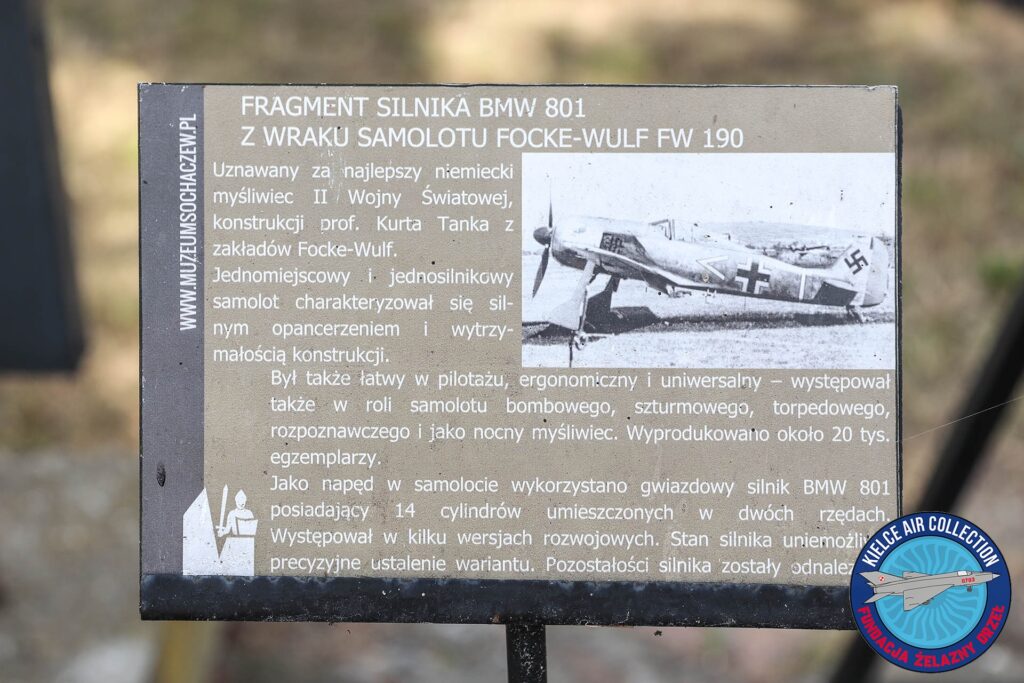 WWW.MUZEUMSOCHACZEW.PL
FRAGMENT SILNIKA BMW 801
Z WRAKU SAMOLOTU FOCKE-WULF FW 190
Uznawany za najlepszy niemiecki
myśliwiec II Wojny Światowej,
konstrukcji prof. Kurta Tanka z
zakładów Focke-Wulf.
Jednomiejscowy i jednosilnikowy
samolot charakteryzował się sil-
nym opancerzeniem i wytrzy-
małością konstrukcji.
Był także łatwy w pilotażu, ergonomiczny i uniwersalny – występował
także w roli samolotu bombowego, szturmowego, torpedowego,
rozpoznawczego i jako nocny myśliwiec. Wyprodukowano około 20 tys.
egzemplarzy.
Jako napęd w samolocie wykorzystano gwiazdowy silnik BMW 801
posiadający 14 cylindrów umieszczonych w dwóch rzędach.
Występował w kilku wersjach rozwojowych. Stan silnika
precyzyjne ustalenie wariantu. Pozostałości silnika zostały
KIELCE AIR COLLECTION
FUNDACJA ŻELAZNY ORZEŁ